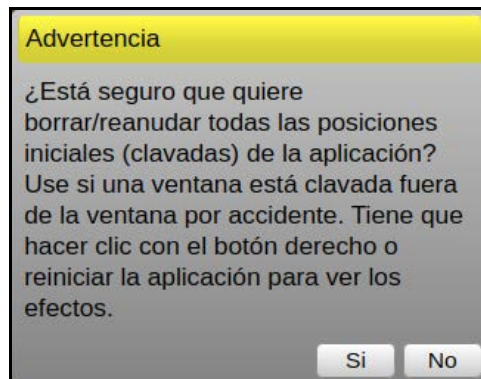 Advertencia
¿Está seguro que quiere
borrar/reanudar todas las posiciones
iniciales (clavadas) de la aplicación?
Use si una ventana está clavada fuera
de la ventana por accidente. Tiene que
hacer clic con el botón derecho o
reiniciar la aplicación para ver los
efectos.
Si No